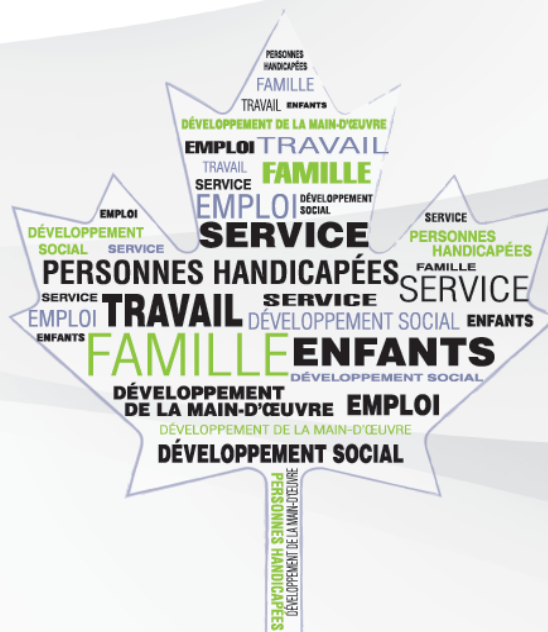 PERSONNES
HANDICAPÉES
FAMILLE
TRAVAIL ENFANTS
DÉVELOPPEMENT DE LA MAIN-D'ŒUVRE
EMPLOI TRAVAIL
TRAVAIL FAMILLE
SERVICE
EMPLOI DÉVELOPPEMENT SOCIAL
EMPLOI SERVICE SERVICE
DÉVELOPPEMENT SOCIAL SERVICE PERSONNES HANDICAPÉES
PERSONNES HANDICAPÉES FAMILLE
SERVICE TRAVAIL SERVICE SERVICE
EMPLOI DÉVELOPPEMENT SOCIAL ENFANTS
ENFANTS FAMILLE ENFANTS
DÉVELOPPEMENT SOCIAL
DÉVELOPPEMENT
DE LA MAIN-D'ŒUVRE EMPLOI
DÉVELOPPEMENT DE LA MAIN-D'ŒUVRE
DÉVELOPPEMENT SOCIAL
PERSONNES HANDICAPÉES
DÉVELOPPEMENT DE LA MAIN-D'ŒUVRE